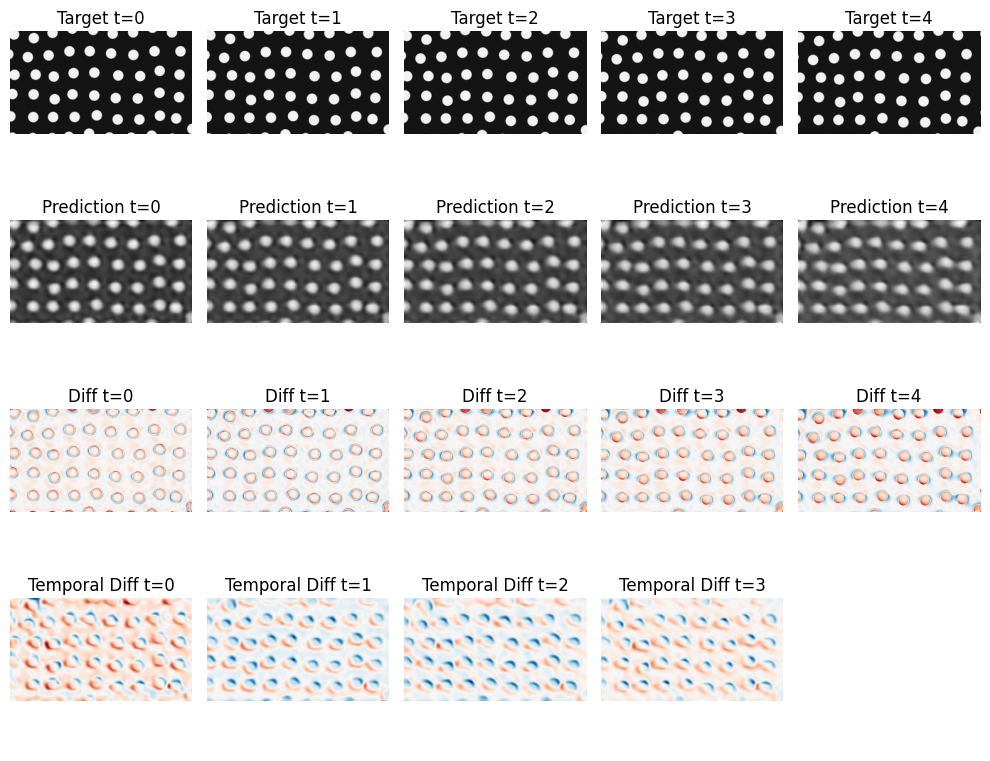 Target t=0 Target t=1 Target t=2 Target t=3 Target t=4
Prediction t=0 Prediction t=1 Prediction t=2 Prediction t=3 Prediction t=4
Diff t=0 Diff t=1 Diff t=2 Diff t=3 Diff t=4
Temporal Diff t=0 Temporal Diff t=1 Temporal Diff t=2 Temporal Diff t=3